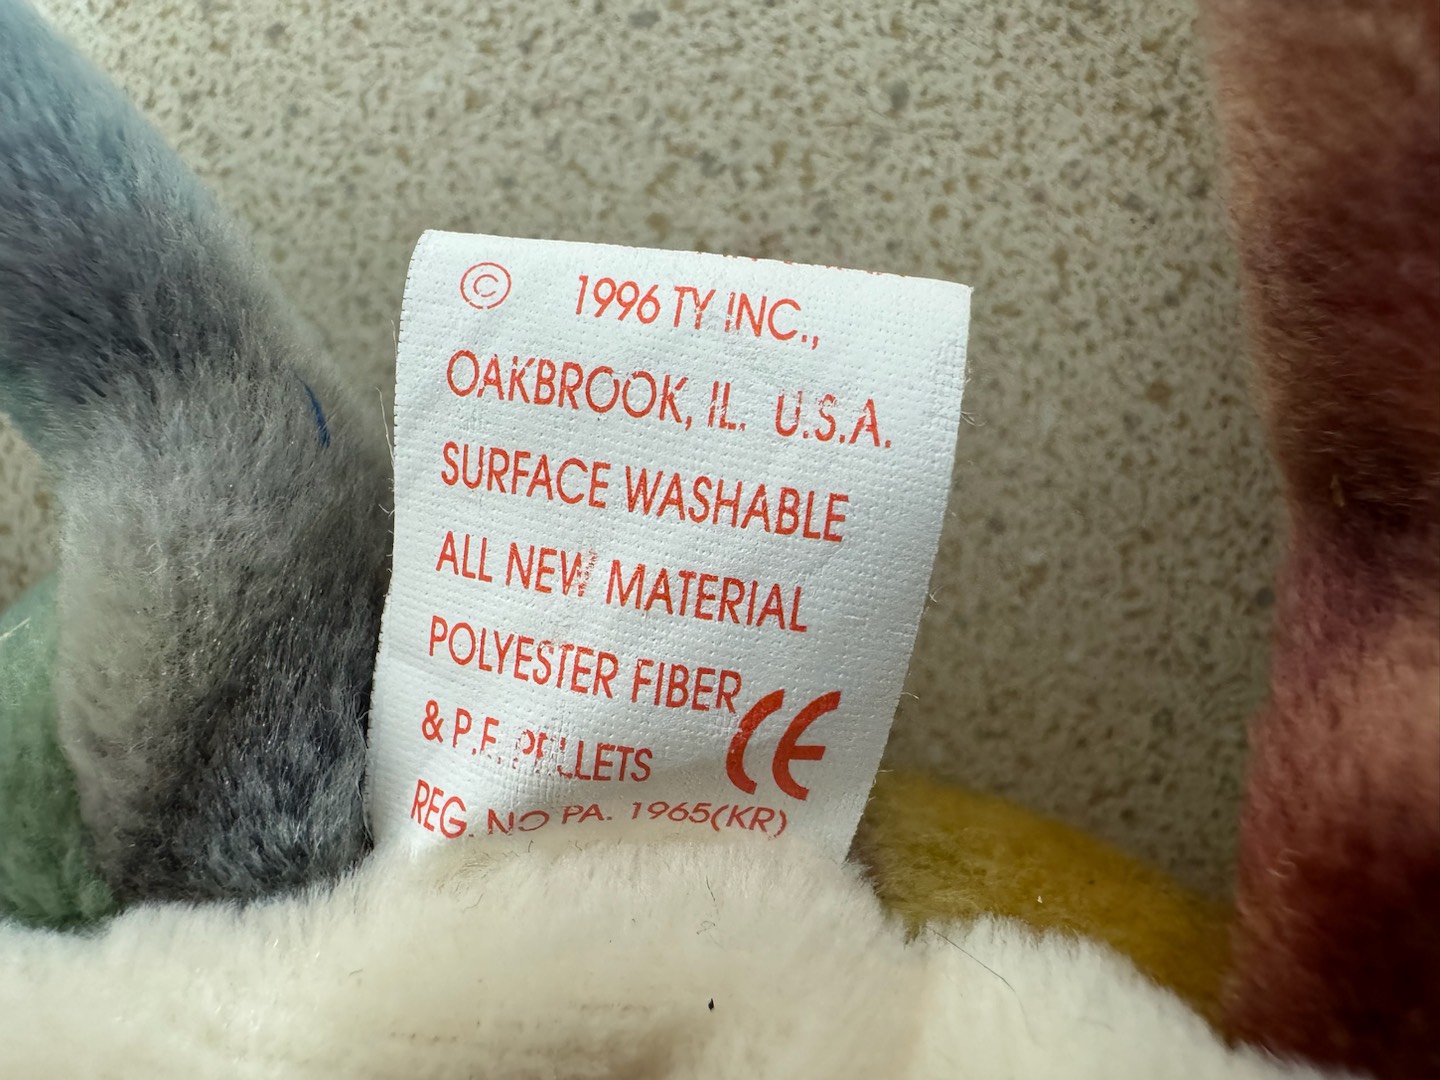 © 1996 TY INC.,
OAKBROOK, IL. U.S.A.
SURFACE WASHABLE
ALL NEW MATERIAL
POLYESTER FIBER
& P.E. PELLETS CE
REG. NO PA. 1965(KR)